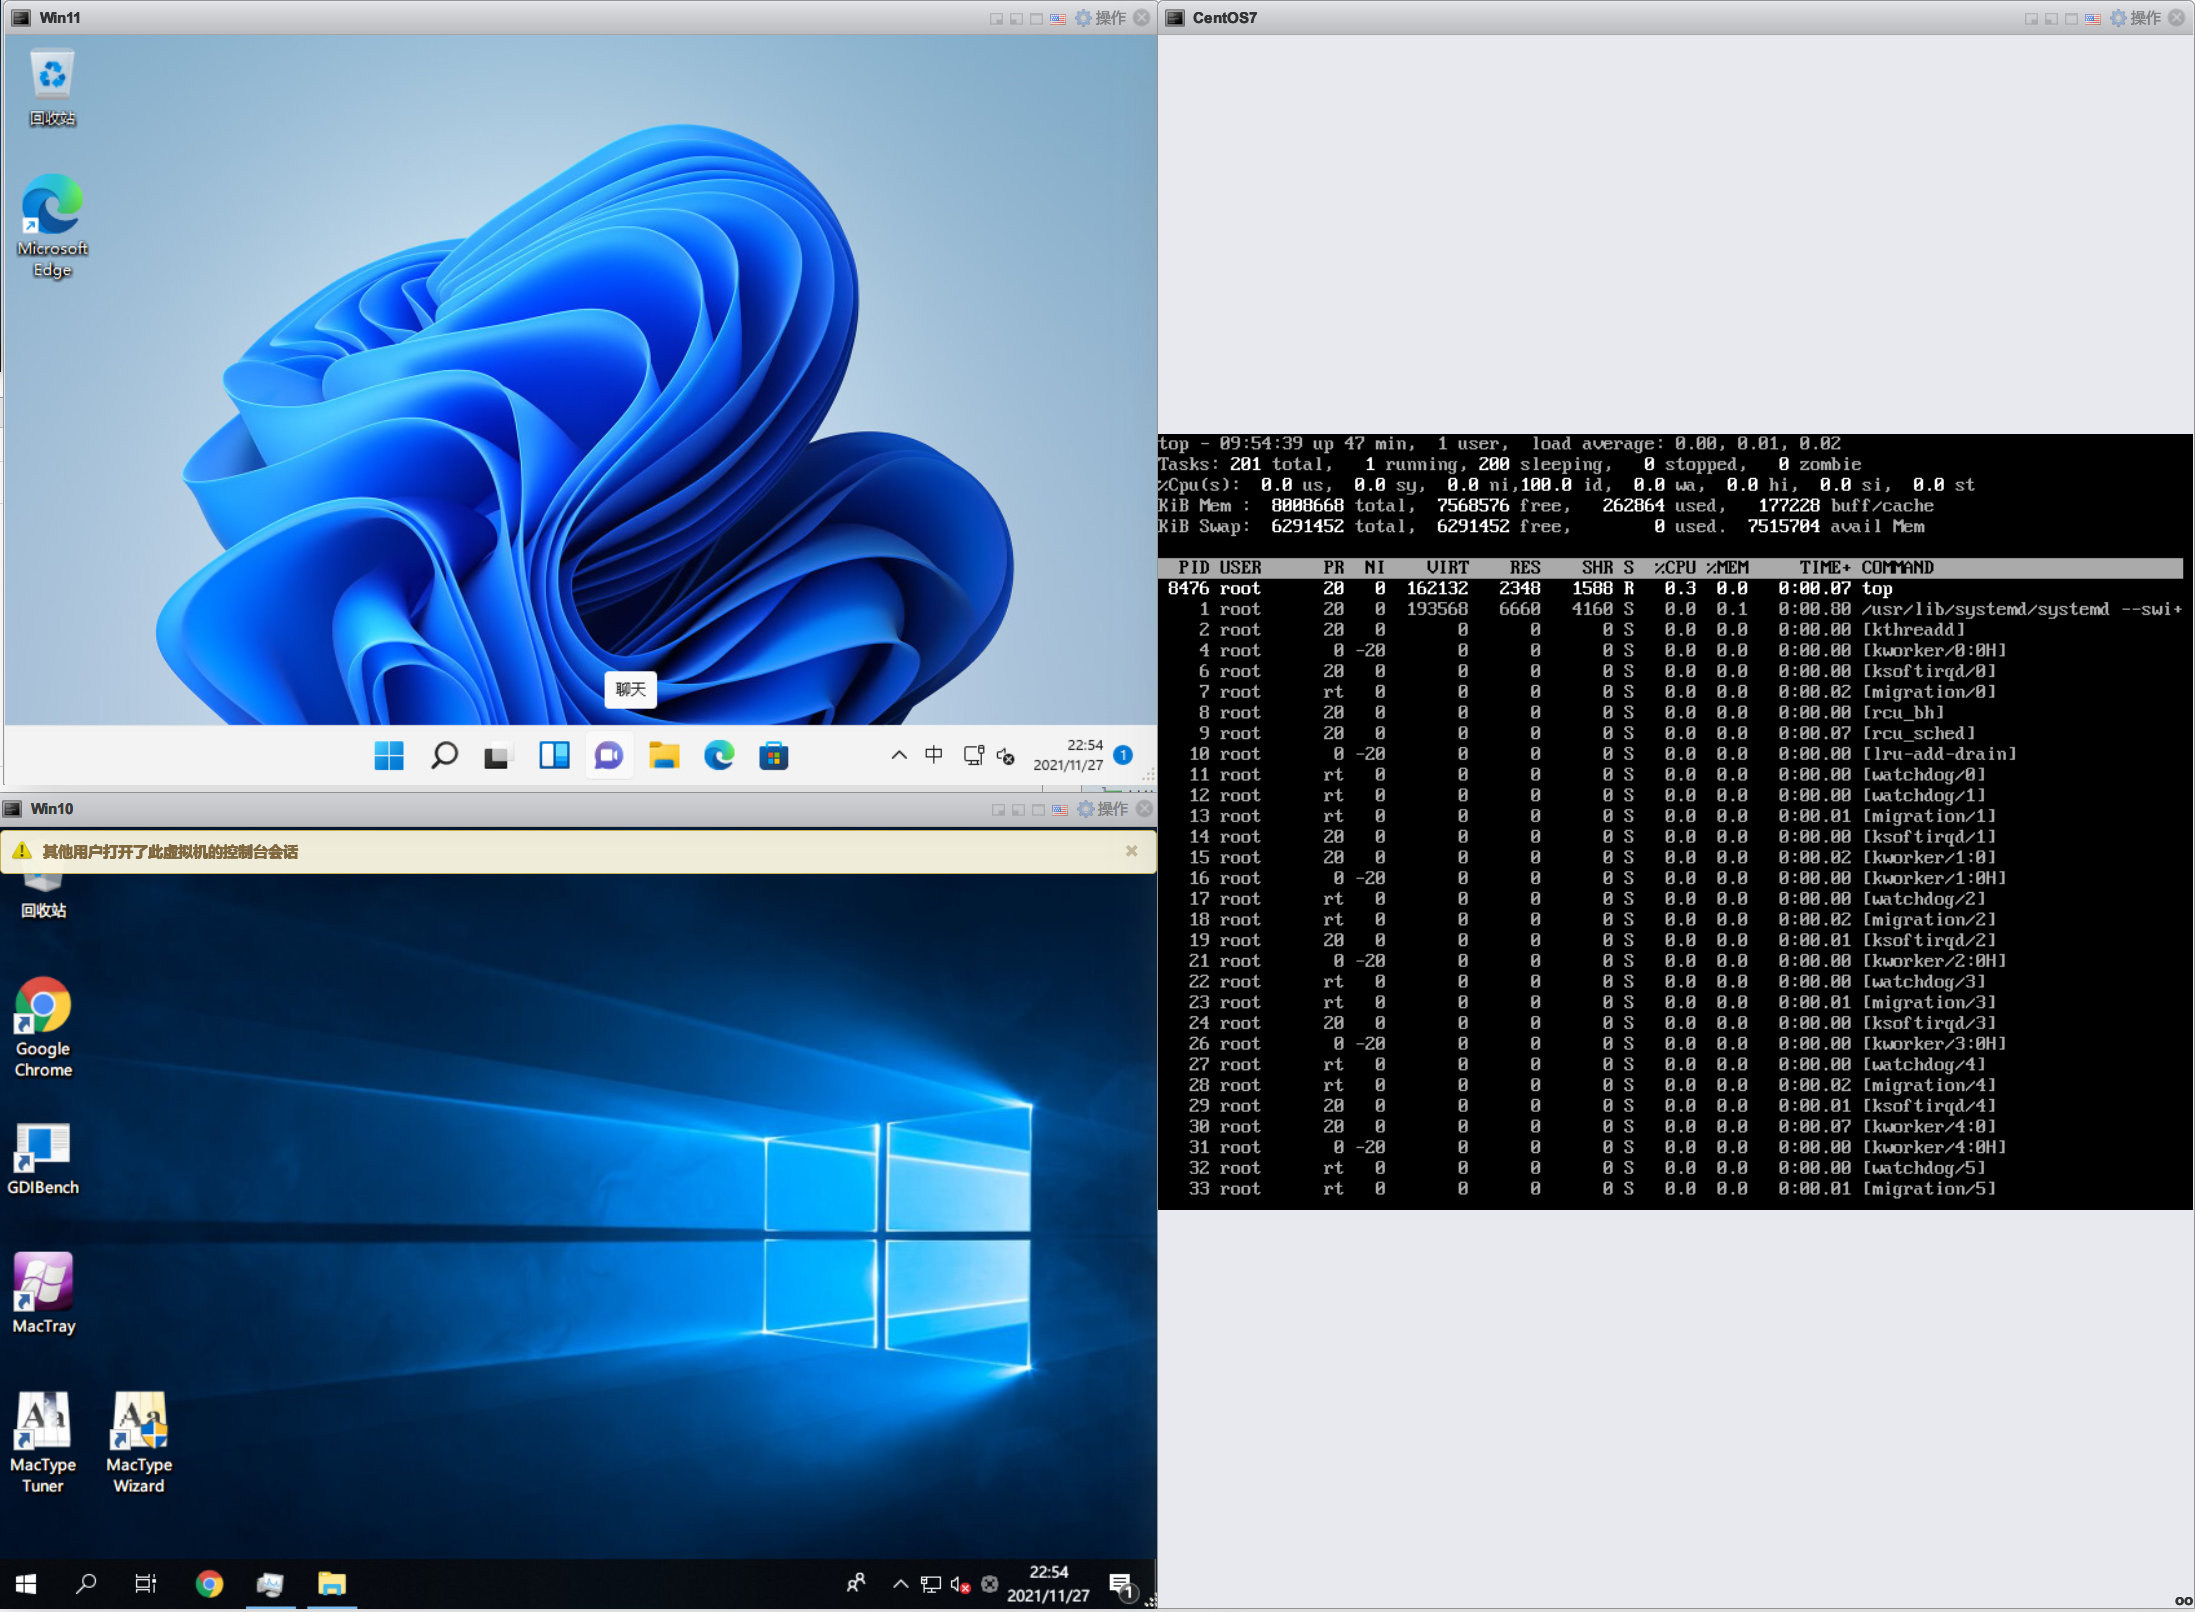 Win11
操作
回收站
Microsoft
Edge
聊天
中
22:54
2021/11/27
1
Win10
操作
其他用户打开了此虚拟机的控制台会话
回收站
Google
Chrome
GDIBench
MacTray
MacType
Tuner
MacType
Wizard
22:54
2021/11/27
1
CentOS7
操作
top - 09:54:39 up 47 min,  1 user,  load average: 0.00, 0.01, 0.02
Tasks: 201 total,   1 running, 200 sleeping,   0 stopped,   0 zombie
%Cpu(s):  0.0 us,  0.0 sy,  0.0 ni,100.0 id,  0.0 wa,  0.0 hi,  0.0 si,  0.0 st
KiB Mem :  8008668 total,  7568576 free,   262864 used,   177228 buff/cache
KiB Swap:  6291452 total,  6291452 free,        0 used.  7515704 avail Mem
PID USER PR NI VIRT RES SHR S %CPU %MEM TIME+ COMMAND
8476 root 20 0 162132 2348 1588 R 0.3 0.0 0:00.07 top
1 root 20 0 193568 6660 4160 S 0.0 0.1 0:00.80 /usr/lib/systemd/systemd --swi+
2 root 20 0 0 0 0 S 0.0 0.0 0:00.00 [kthreadd]
4 root 0 -20 0 0 0 S 0.0 0.0 0:00.00 [kworker/0:0H]
6 root 20 0 0 0 0 S 0.0 0.0 0:00.00 [ksoftirqd/0]
7 root rt 0 0 0 0 S 0.0 0.0 0:00.02 [migration/0]
8 root 20 0 0 0 0 S 0.0 0.0 0:00.00 [rcu_bh]
9 root 20 0 0 0 0 S 0.0 0.0 0:00.07 [rcu_sched]
10 root 0 -20 0 0 0 S 0.0 0.0 0:00.00 [lru-add-drain]
11 root rt 0 0 0 0 S 0.0 0.0 0:00.00 [watchdog/0]
12 root rt 0 0 0 0 S 0.0 0.0 0:00.00 [watchdog/1]
13 root rt 0 0 0 0 S 0.0 0.0 0:00.01 [migration/1]
14 root 20 0 0 0 0 S 0.0 0.0 0:00.00 [ksoftirqd/1]
15 root 20 0 0 0 0 S 0.0 0.0 0:00.02 [kworker/1:0]
16 root 0 -20 0 0 0 S 0.0 0.0 0:00.00 [kworker/1:0H]
17 root rt 0 0 0 0 S 0.0 0.0 0:00.00 [watchdog/2]
18 root rt 0 0 0 0 S 0.0 0.0 0:00.02 [migration/2]
19 root 20 0 0 0 0 S 0.0 0.0 0:00.01 [ksoftirqd/2]
21 root 0 -20 0 0 0 S 0.0 0.0 0:00.00 [kworker/2:0H]
22 root rt 0 0 0 0 S 0.0 0.0 0:00.00 [watchdog/3]
23 root rt 0 0 0 0 S 0.0 0.0 0:00.01 [migration/3]
24 root 20 0 0 0 0 S 0.0 0.0 0:00.00 [ksoftirqd/3]
26 root 0 -20 0 0 0 S 0.0 0.0 0:00.00 [kworker/3:0H]
27 root rt 0 0 0 0 S 0.0 0.0 0:00.00 [watchdog/4]
28 root rt 0 0 0 0 S 0.0 0.0 0:00.02 [migration/4]
29 root 20 0 0 0 0 S 0.0 0.0 0:00.01 [ksoftirqd/4]
30 root 20 0 0 0 0 S 0.0 0.0 0:00.07 [kworker/4:0]
31 root 0 -20 0 0 0 S 0.0 0.0 0:00.00 [kworker/4:0H]
32 root rt 0 0 0 0 S 0.0 0.0 0:00.00 [watchdog/5]
33 root rt 0 0 0 0 S 0.0 0.0 0:00.01 [migration/5]